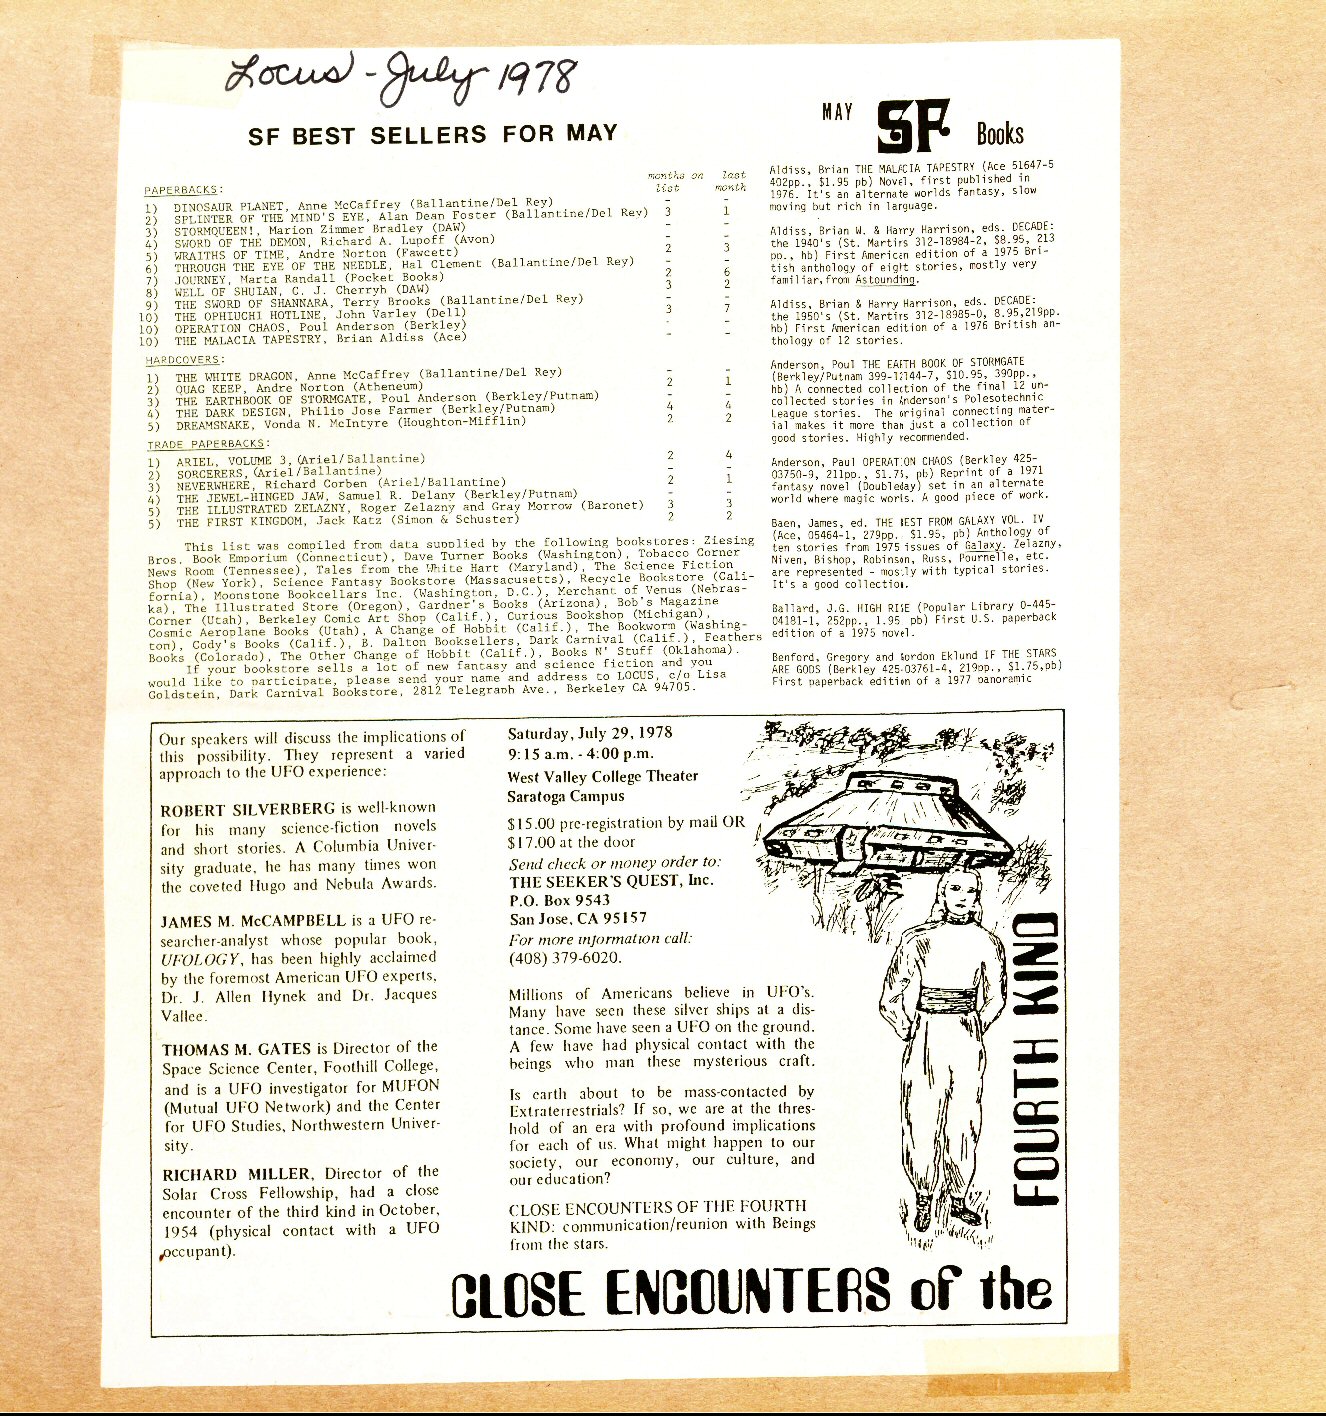 Locus - July 1978
SF BEST SELLERS FOR MAY
months on last
PAPERBACKS: list month
1) DINOSAUR PLANET, Anne McCaffrey (Ballantine/Del Rey) - -
2) SPLINTER OF THE MIND'S EYE, Alan Dean Foster (Ballantine/Del Rey) 3 1
3) STORMQUEEN!, Marion Zimmer Bradley (DAW) - -
4) SWORD OF THE DEMON, Richard A. Lupoff (Avon) - -
5) WRAITHS OF TIME, Andre Norton (Fawcett) 2 3
6) THROUGH THE EYE OF THE NEEDLE, Hal Clement (Ballantine/Del Rey) - -
7) JOURNEY, Marta Randall (Pocket Books) 2 6
8) WELL OF SHUIAN, C. J. Cherryh (DAW) 3 2
9) THE SWORD OF SHANNARA, Terry Brooks (Ballantine/Del Rey) - -
10) THE OPHIUCHI HOTLINE, John Varley (Dell) 3 7
10) OPERATION CHAOS, Poul Anderson (Berkley) - -
10) THE MALACIA TAPESTRY, Brian Aldiss (Ace) - -
HARDCOVERS:
1) THE WHITE DRAGON, Anne McCaffrey (Ballantine/Del Rey) - -
2) QUAG KEEP, Andre Norton (Atheneum) 2 1
3) THE EARTHBOOK OF STORMGATE, Poul Anderson (Berkley/Putnam) - -
4) THE DARK DESIGN, Philip Jose Farmer (Berkley/Putnam) 4 4
5) DREAMSNAKE, Vonda N. McIntyre (Houghton-Mifflin) 2 2
TRADE PAPERBACKS:
1) ARIEL, VOLUME 3, (Ariel/Ballantine) 2 4
2) SORCERERS, (Ariel/Ballantine) - -
3) NEVERWHERE, Richard Corben (Ariel/Ballantine) 2 1
4) THE JEWEL-HINGED JAW, Samuel R. Delany (Berkley/Putnam) - -
5) THE ILLUSTRATED ZELAZNY, Roger Zelazny and Gray Morrow (Baronet) 3 3
5) THE FIRST KINGDOM, Jack Katz (Simon & Schuster) 2 2
This list was compiled from data supplied by the following bookstores: Ziesing
Bros. Book Emporium (Connecticut), Dave Turner Books (Washington), Tobacco Corner
News Room (Tennessee), Tales from the White Hart (Maryland), The Science Fiction
Shop (New York), Science Fantasy Bookstore (Massacusetts), Recycle Bookstore (Cali-
fornia), Moonstone Bookcellars Inc. (Washington, D.C.), Merchant of Venus (Nebras-
ka), The Illustrated Store (Oregon), Gardner's Books (Arizona), Bob's Magazine
Corner (Utah), Berkeley Comic Art Shop (Calif.), Curious Bookshop (Michigan),
Cosmic Aeroplane Books (Utah), A Change of Hobbit (Calif.), The Bookworm (Washing-
ton), Cody's Books (Calif.), B. Dalton Booksellers, Dark Carnival (Calif.), Feathers
Books (Colorado), The Other Change of Hobbit (Calif.), Books N' Stuff (Oklahoma).
If your bookstore sells a lot of new fantasy and science fiction and you
would like to participate, please send your name and address to LOCUS, c/o Lisa
Goldstein, Dark Carnival Bookstore, 2812 Telegraph Ave., Berkeley CA 94705.
MAY SF Books
Aldiss, Brian THE MALACIA TAPESTRY (Ace 51647-5
402pp., $1.95 pb) Novel, first published in
1976. It's an alternate worlds fantasy, slow
moving but rich in larguage.
Aldiss, Brian W. & Harry Harrison, eds. DECADE:
the 1940's (St. Martirs 312-18984-2, $8.95, 213
pp., hb) First American edition of a 1975 Bri-
tish anthology of eight stories, mostly very
familiar,from Astounding.
Aldiss, Brian & Harry Harrison, eds. DECADE:
the 1950's (St. Martirs 312-18985-0, 8.95,219pp.
hb) First American edition of a 1976 British an-
thology of 12 stories.
Anderson, Poul THE EARTH BOOK OF STORMGATE
(Berkley/Putnam 399-12144-7, $10.95, 390pp.,
hb) A connected collection of the final 12 un-
collected stories in Anderson's Polesotechnic
League stories. The original connecting mater-
ial makes it more than just a collection of
good stories. Highly recommended.
Anderson, Paul OPERATION CHAOS (Berkley 425-
03750-9, 211pp., $1.75, pb) Reprint of a 1971
fantasy novel (Doubleday) set in an alternate
world where magic works. A good piece of work.
Baen, James, ed. THE BEST FROM GALAXY VOL. IV
(Ace, 05464-1, 279pp. $1.95, pb) Anthology of
ten stories from 1975 issues of Galaxy. Zelazny,
Niven, Bishop, Robinson, Russ, Pournelle, etc.
are represented - mostly with typical stories.
It's a good collection.
Ballard, J.G. HIGH RISE (Popular Library 0-445-
04181-1, 252pp., 1.95 pb) First U.S. paperback
edition of a 1975 novel.
Benford, Gregory and Gordon Eklund IF THE STARS
ARE GODS (Berkley 425-03761-4, 219pp., $1.75,pb)
First paperback edition of a 1977 panoramic
Our speakers will discuss the implications of
this possibility. They represent a varied
approach to the UFO experience:
ROBERT SILVERBERG is well-known
for his many science-fiction novels
and short stories. A Columbia Univer-
sity graduate, he has many times won
the coveted Hugo and Nebula Awards.
JAMES M. McCAMPBELL is a UFO re-
searcher-analyst whose popular book,
UFOLOGY, has been highly acclaimed
by the foremost American UFO experts,
Dr. J. Allen Hynek and Dr. Jacques
Vallee.
THOMAS M. GATES is Director of the
Space Science Center, Foothill College,
and is a UFO investigator for MUFON
(Mutual UFO Network) and the Center
for UFO Studies, Northwestern Univer-
sity.
RICHARD MILLER, Director of the
Solar Cross Fellowship, had a close
encounter of the third kind in October,
1954 (physical contact with a UFO
occupant).
Saturday, July 29, 1978
9:15 a.m. - 4:00 p.m.
West Valley College Theater
Saratoga Campus
$15.00 pre-registration by mail OR
$17.00 at the door
Send check or money order to:
THE SEEKER'S QUEST, Inc.
P.O. Box 9543
San Jose, CA 95157
For more information call:
(408) 379-6020.
Millions of Americans believe in UFO's.
Many have seen these silver ships at a dis-
tance. Some have seen a UFO on the ground.
A few have had physical contact with the
beings who man these mysterious craft.
Is earth about to be mass-contacted by
Extraterrestrials? If so, we are at the thres-
hold of an era with profound implications
for each of us. What might happen to our
society, our economy, our culture, and
our education?
CLOSE ENCOUNTERS OF THE FOURTH
KIND: communication/reunion with Beings
from the stars.
CLOSE ENCOUNTERS of the
FOURTH KIND